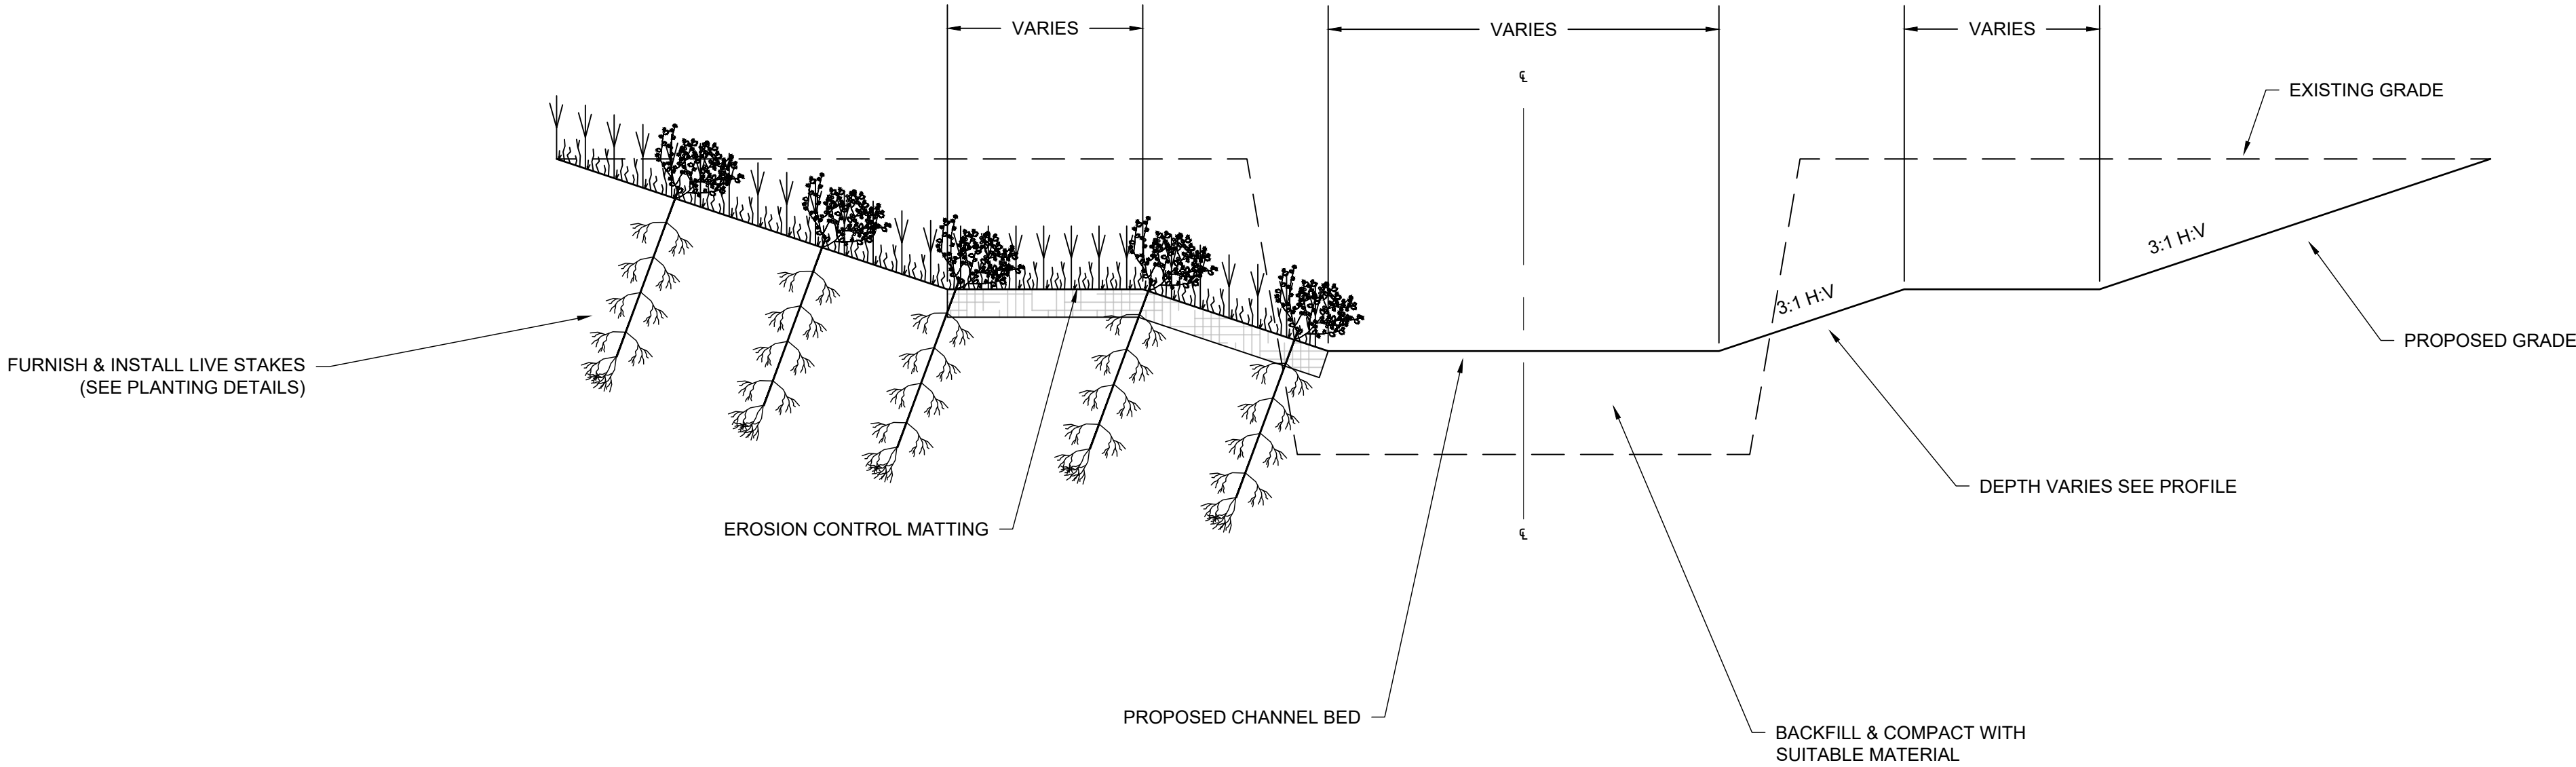 VARIES
VARIES
VARIES
℄
EXISTING GRADE
3:1 H:V
3:1 H:V
PROPOSED GRADE
FURNISH & INSTALL LIVE STAKES
(SEE PLANTING DETAILS)
DEPTH VARIES SEE PROFILE
EROSION CONTROL MATTING
℄
PROPOSED CHANNEL BED
BACKFILL & COMPACT WITH
SUITABLE MATERIAL